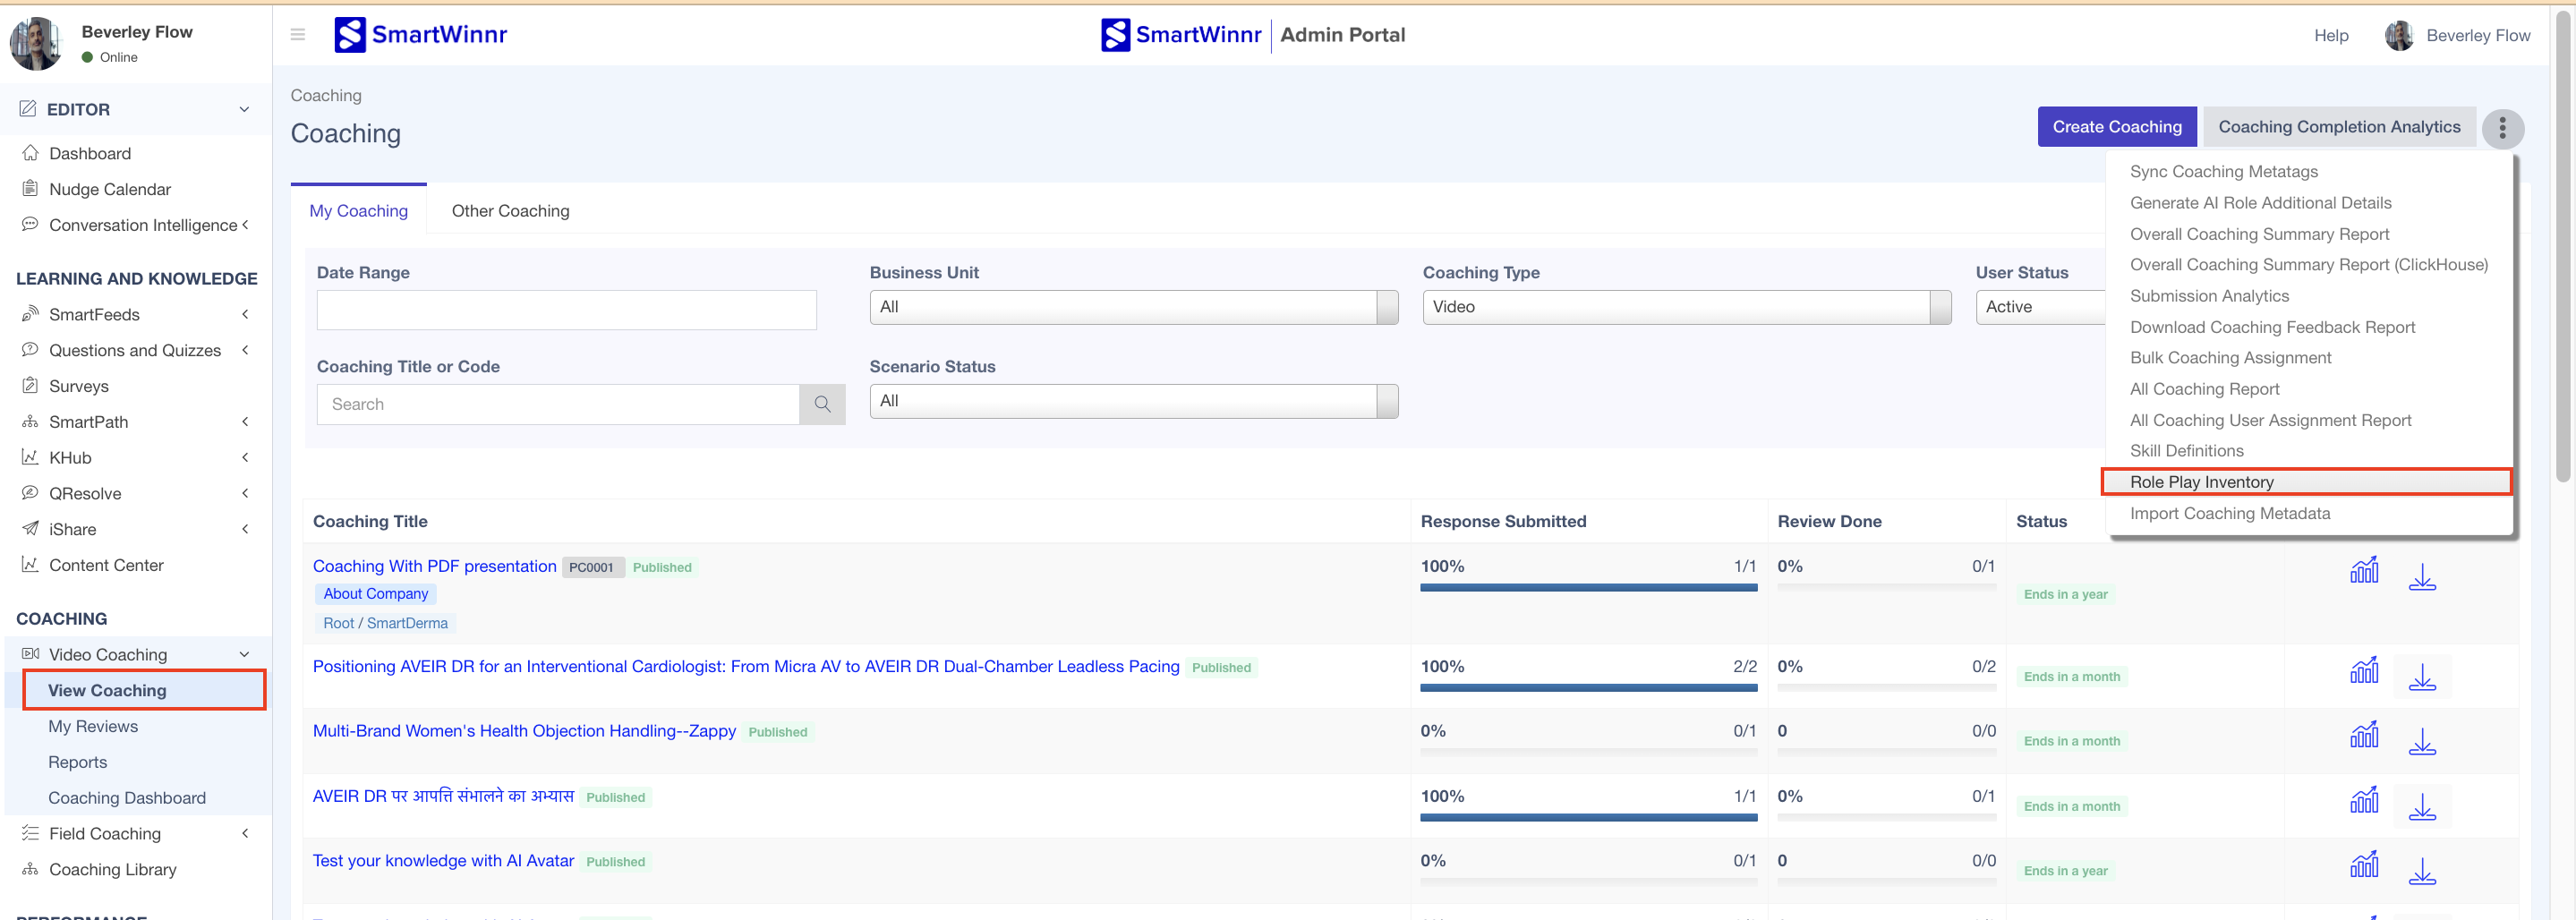 Beverley Flow
Online
EDITOR
Dashboard
Nudge Calendar
Conversation Intelligence
LEARNING AND KNOWLEDGE
SmartFeeds
Questions and Quizzes
Surveys
SmartPath
KHub
QResolve
iShare
Content Center
COACHING
Video Coaching
View Coaching
My Reviews
Reports
Coaching Dashboard
Field Coaching
Coaching Library
SmartWinnr
SmartWinnr | Admin Portal
Help
Beverley Flow
Coaching
Coaching
Create Coaching
Coaching Completion Analytics
Sync Coaching Metatags
Generate AI Role Additional Details
Overall Coaching Summary Report
Overall Coaching Summary Report (ClickHouse)
Submission Analytics
Download Coaching Feedback Report
Bulk Coaching Assignment
All Coaching Report
All Coaching User Assignment Report
Skill Definitions
Role Play Inventory
Import Coaching Metadata
My Coaching
Other Coaching
Date Range
Business Unit
All
Coaching Type
Video
User Status
Active
Coaching Title or Code
Search
Scenario Status
All
Coaching Title Response Submitted Review Done Status
Coaching With PDF presentation PC0001 Published 100% 1/1 0% 0/1
About Company Ends in a year
Root / SmartDerma
Positioning AVEIR DR for an Interventional Cardiologist: From Micra AV to AVEIR DR Dual-Chamber Leadless Pacing Published 100% 2/2 0% 0/2
Ends in a month
Multi-Brand Women's Health Objection Handling--Zappy Published 0% 0/1 0 0/0
Ends in a month
AVEIR DR पर आपत्ति संभालने का अभ्यास Published 100% 1/1 0% 0/1
Ends in a month
Test your knowledge with AI Avatar Published 0% 0/1 0 0/0
Ends in a year